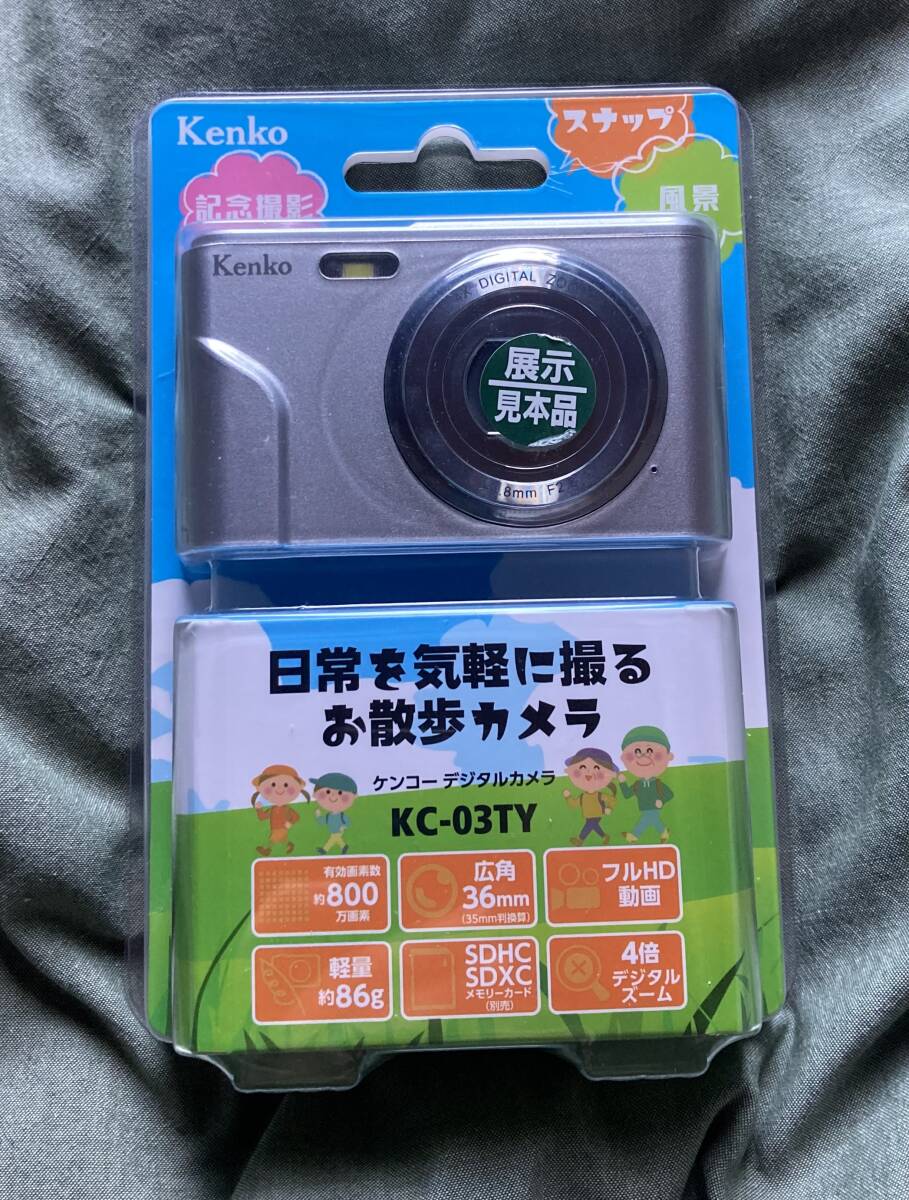 Kenko
スナップ
記念撮影
風景
Kenko
DIGITAL
展示
見本品
8mm F2
日常を気軽に撮る
お散歩カメラ
ケンコー デジタルカメラ
KC-03TY
有効画素数
約800
万画素
広角
36mm
(35mm判換算)
フルHD
動画
軽量
約86g
SDHC
SDXC
メモリーカード
(別売)
4倍
デジタル
ズーム